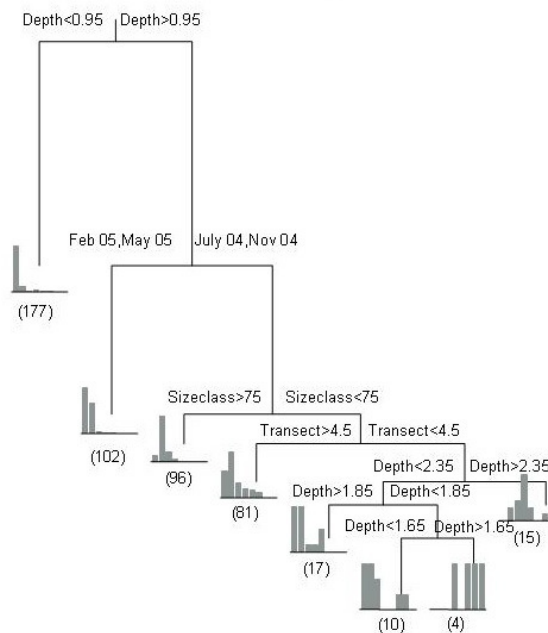 Depth<0.95 Depth>0.95
Feb 05,May 05 July 04,Nov 04
(177)
Sizeclass>75 Sizeclass<75
Transect>4.5 Transect<4.5
(102)
(96)
Depth<2.35 Depth>2.35
Depth>1.85 Depth<1.85
(81)
Depth<1.65 Depth>1.65
(15)
(17)
(10)
(4)